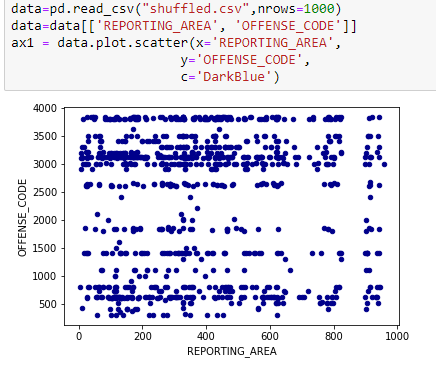 data=pd.read_csv("shuffled.csv",nrows=1000)
data=data[['REPORTING_AREA', 'OFFENSE_CODE']]
ax1 = data.plot.scatter(x='REPORTING_AREA',
y='OFFENSE_CODE',
c='DarkBlue')
4000
3500
3000
2500
2000
1500
1000
500
OFFENSE_CODE
0 200 400 600 800 1000
REPORTING_AREA